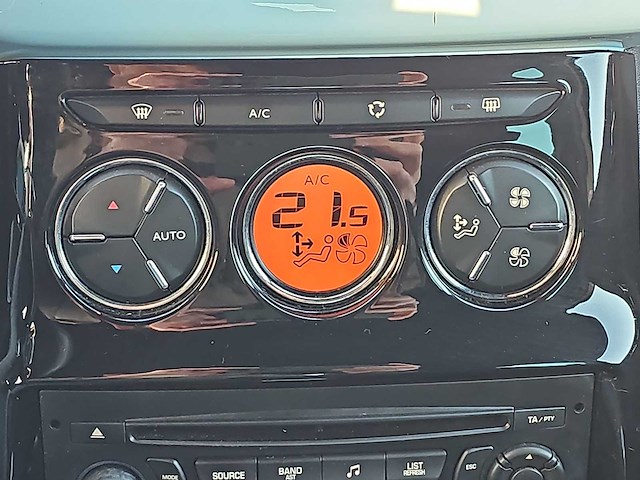 A/C
A/C
21.5
AUTO
TA/PTY
MODE
SOURCE
BAND
AST
LIST
REFRESH
ESC